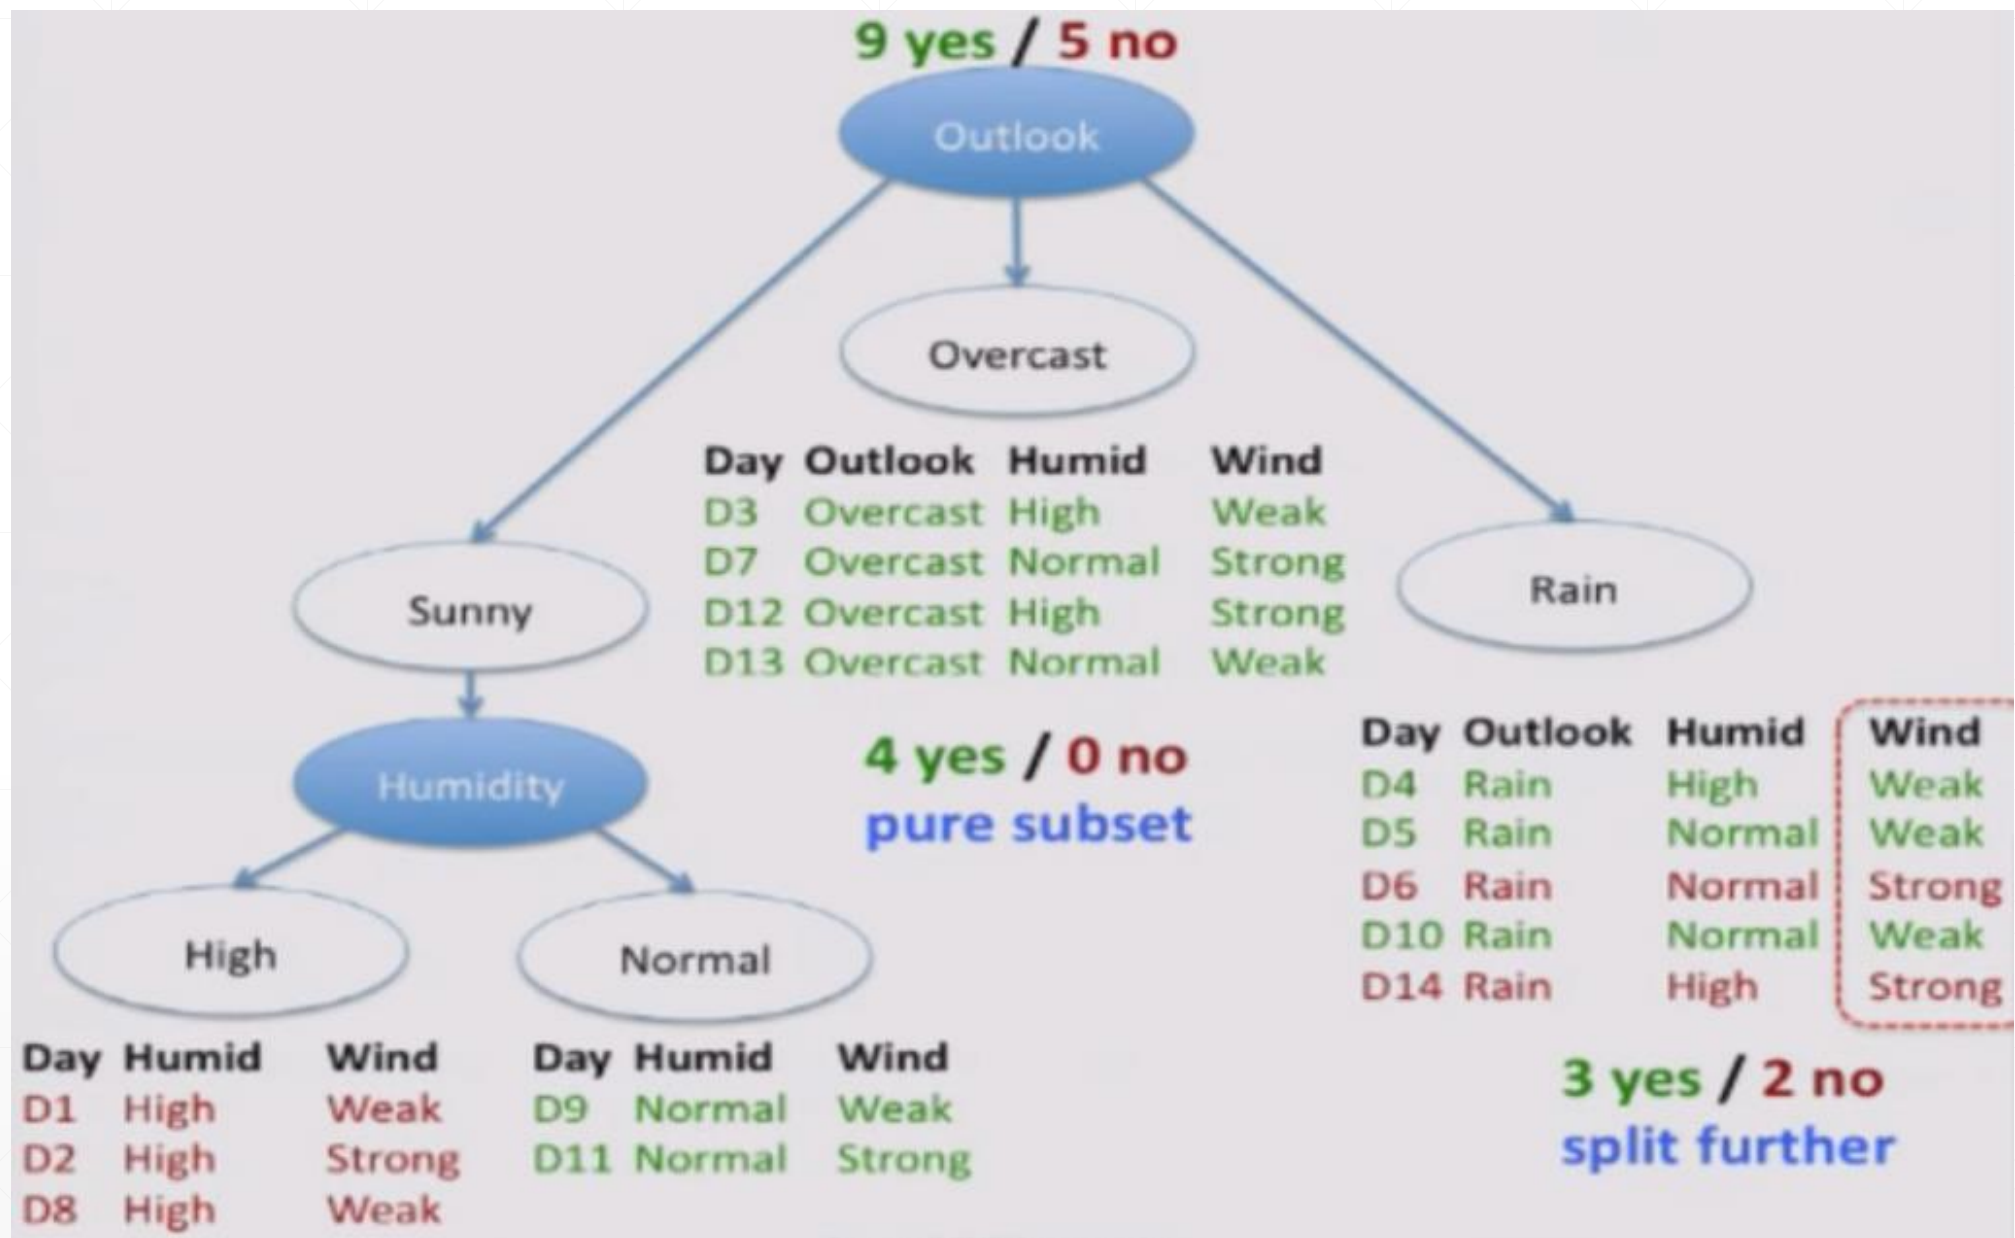 9 yes / 5 no
Outlook
Overcast
Day Outlook Humid Wind
D3 Overcast High Weak
D7 Overcast Normal Strong
D12 Overcast High Strong
D13 Overcast Normal Weak
4 yes / 0 no
pure subset
Sunny
Humidity
High
Normal
Day Humid Wind
D1 High Weak
D2 High Strong
D8 High Weak
Day Humid Wind
D9 Normal Weak
D11 Normal Strong
Rain
Day Outlook Humid Wind
D4 Rain High Weak
D5 Rain Normal Weak
D6 Rain Normal Strong
D10 Rain Normal Weak
D14 Rain High Strong
3 yes / 2 no
split further